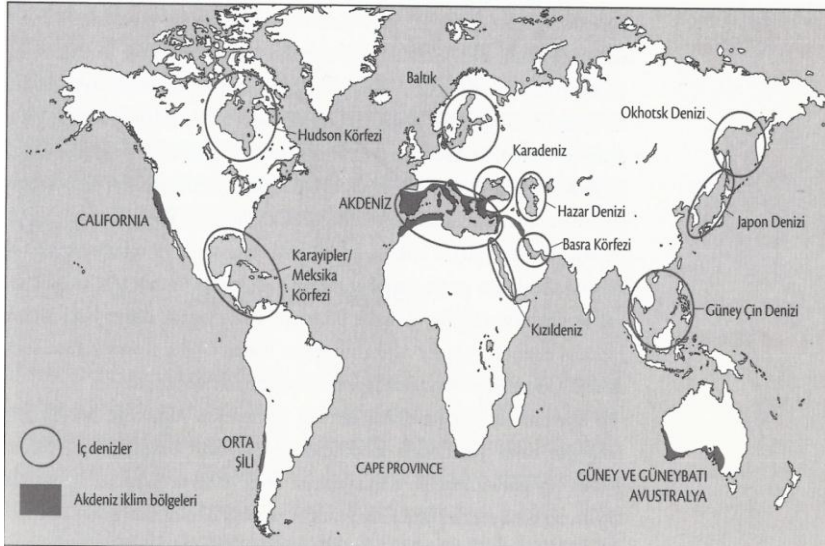 Baltık
Okhotsk Denizi
Hudson Körfezi
Karadeniz
AKDENİZ
CALIFORNIA
Hazar Denizi
Japon Denizi
Basra Körfezi
Karayipler/
Meksika
Körfezi
Güney Çin Denizi
Kızıldeniz
ORTA
ŞİLİ
İç denizler
CAPE PROVINCE
GÜNEY VE GÜNEYBATI
AVUSTRALYA
Akdeniz iklim bölgeleri